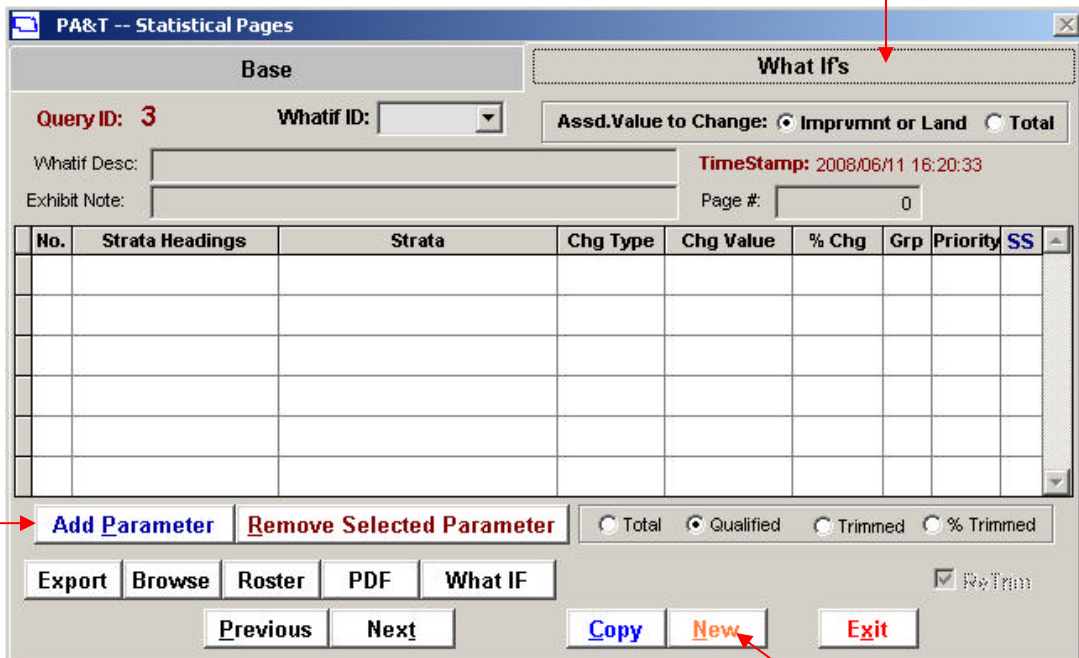 PA&T -- Statistical Pages
Base What If's
Query ID: 3 Whatif ID: Assd.Value to Change: Imprvmnt or Land Total
Whatif Desc: TimeStamp: 2008/06/11 16:20:33
Exhibit Note: Page #: 0
No. Strata Headings Strata Chg Type Chg Value % Chg Grp Priority SS
Add Parameter Remove Selected Parameter Total Qualified Trimmed % Trimmed
Export Browse Roster PDF What IF ReTrim
Previous Next Copy New Exit